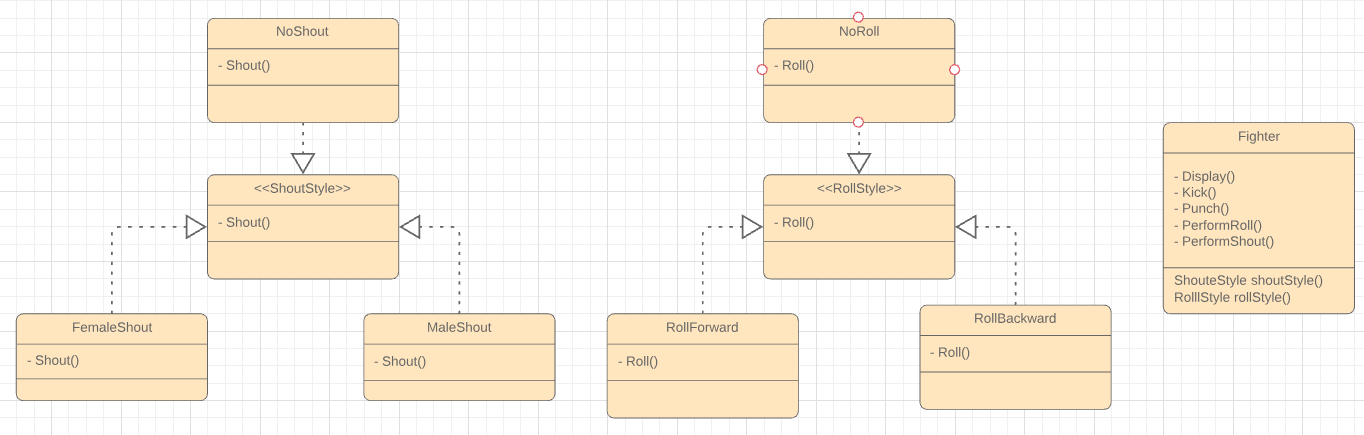 NoShout
- Shout()
NoRoll
- Roll()
<<ShoutStyle>>
- Shout()
<<RollStyle>>
- Roll()
Fighter
- Display()
- Kick()
- Punch()
- PerformRoll()
- PerformShout()
ShouteStyle shoutStyle()
RolllStyle rollStyle()
FemaleShout
- Shout()
MaleShout
- Shout()
RollForward
- Roll()
RollBackward
- Roll()